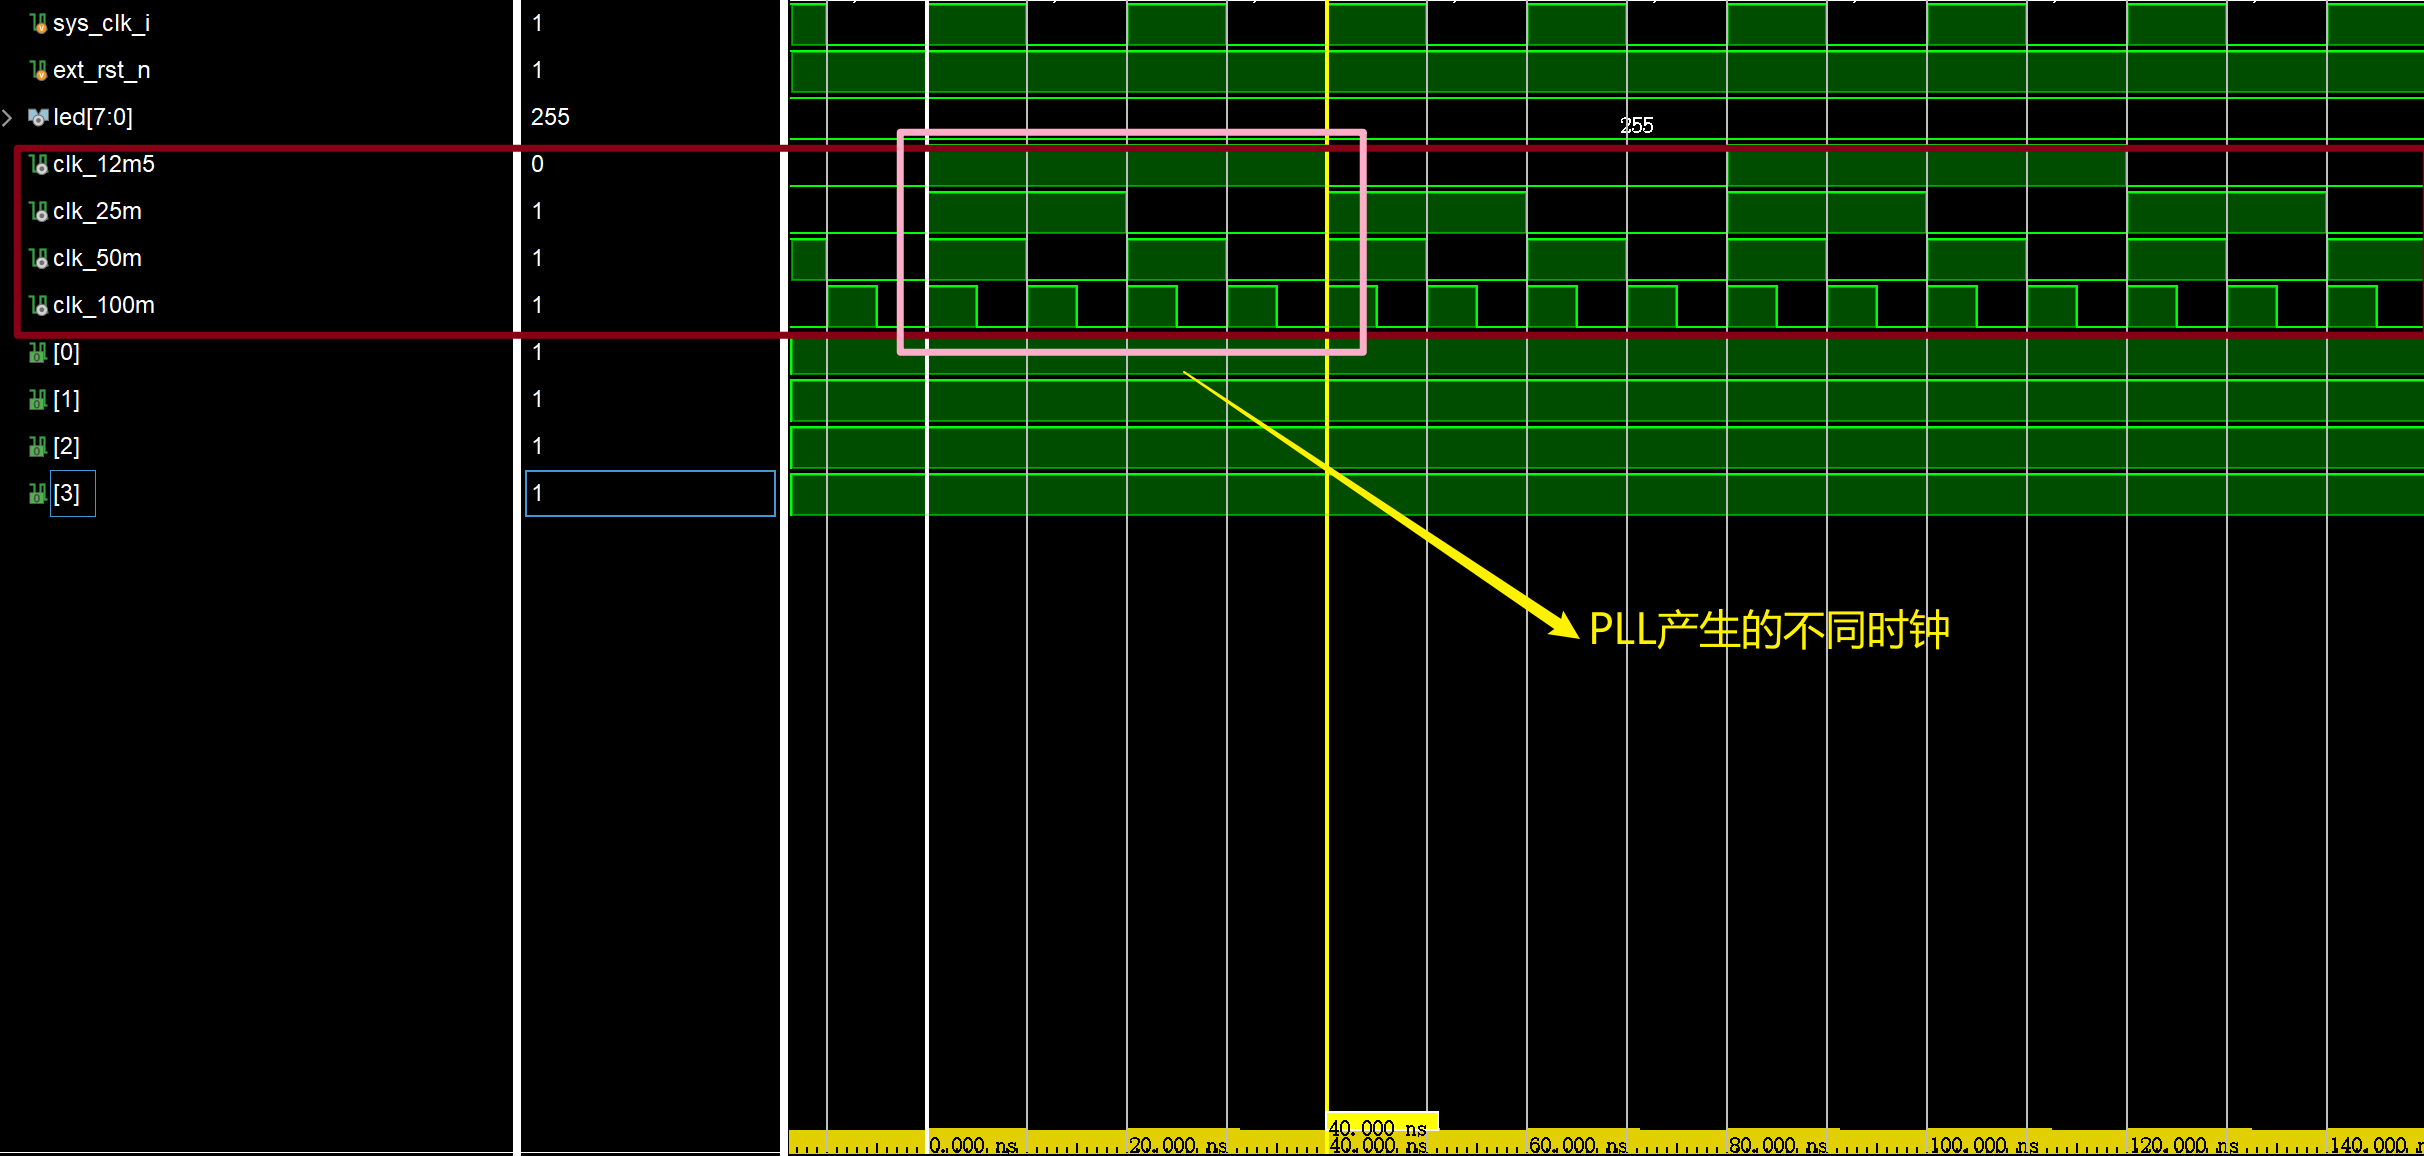 sys_clk_i 1
ext_rst_n 1
led[7:0] 255
255
clk_12m5 0
clk_25m 1
clk_50m 1
clk_100m 1
[0] 1
[1] 1
[2] 1
[3] 1
PLL产生的不同时钟
40.000 ns
0.000 ns 20.000 ns 40.000 ns 60.000 ns 80.000 ns 100.000 ns 120.000 ns 140.000